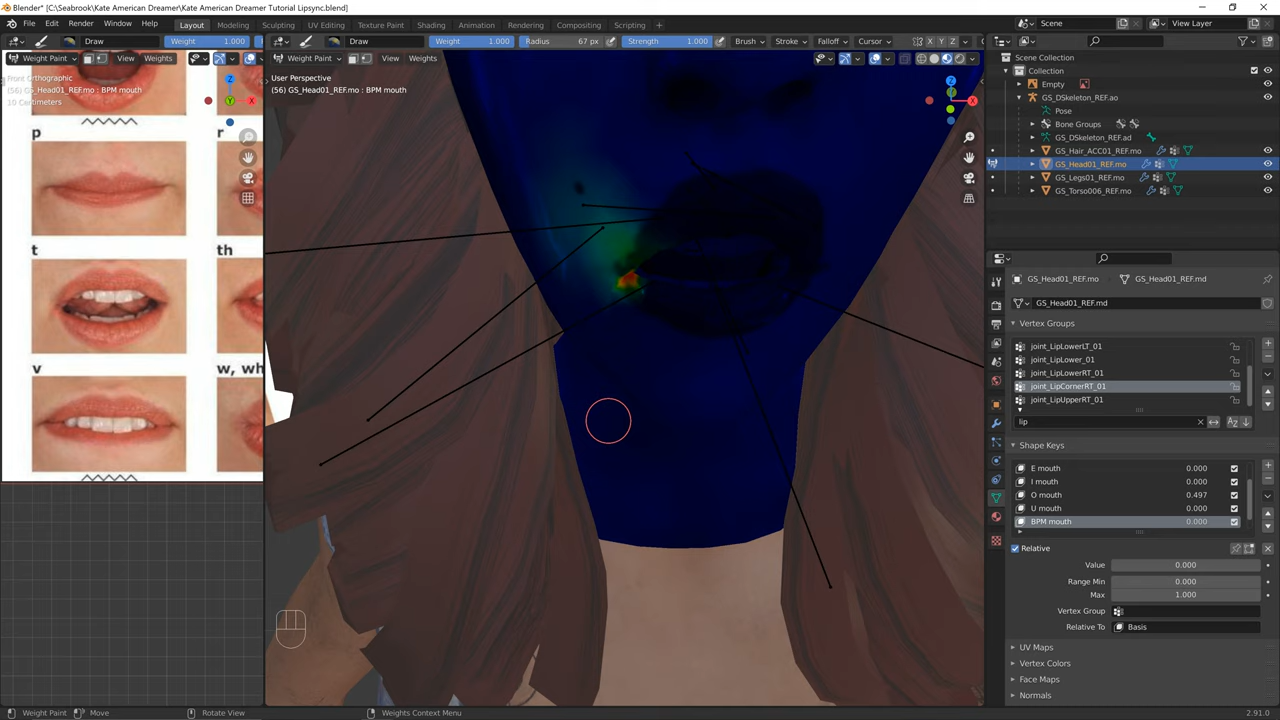 Blender* [C:\Seabrook\Kate American Dreamer\Kate American Dreamer Tutorial Lipsync.blend]
File Edit Render Window Help Layout Modeling Sculpting UV Editing Texture Paint Shading Animation Rendering Compositing Scripting Scene View Layer
Draw Weight 1.000 Draw Weight 1.000 Radius 67 px Strength 1.000 Brush Stroke Falloff Cursor X Y Z
Weight Paint View Weights Weight Paint View Weights
Front Orthographic
(56) GS_Head01_REF.mo : BPM mouth
10 Centimeters
p r
t th
v w, wh
User Perspective
(56) GS_Head01_REF.mo : BPM mouth
Z
Y
Z
X
Scene Collection
Collection
Empty
GS_DSkeleton_REF.ao
Pose
Bone Groups
GS_DSkeleton_REF.ad
GS_Hair_ACC01_REF.mo
GS_Head01_REF.mo
GS_Legs01_REF.mo
GS_Torso006_REF.mo
GS_Head01_REF.mo GS_Head01_REF.md
GS_Head01_REF.md
Vertex Groups
joint_LipLowerLT_01
joint_LipLower_01
joint_LipLowerRT_01
joint_LipCornerRT_01
joint_LipUpperRT_01
lip
Shape Keys
E mouth 0.000
I mouth 0.000
O mouth 0.497
U mouth 0.000
BPM mouth 0.000
Relative
Value 0.000
Range Min 0.000
Max 1.000
Vertex Group
Relative To Basis
UV Maps
Vertex Colors
Face Maps
Normals
Weight Paint Move Rotate View Weights Context Menu 2.91.0